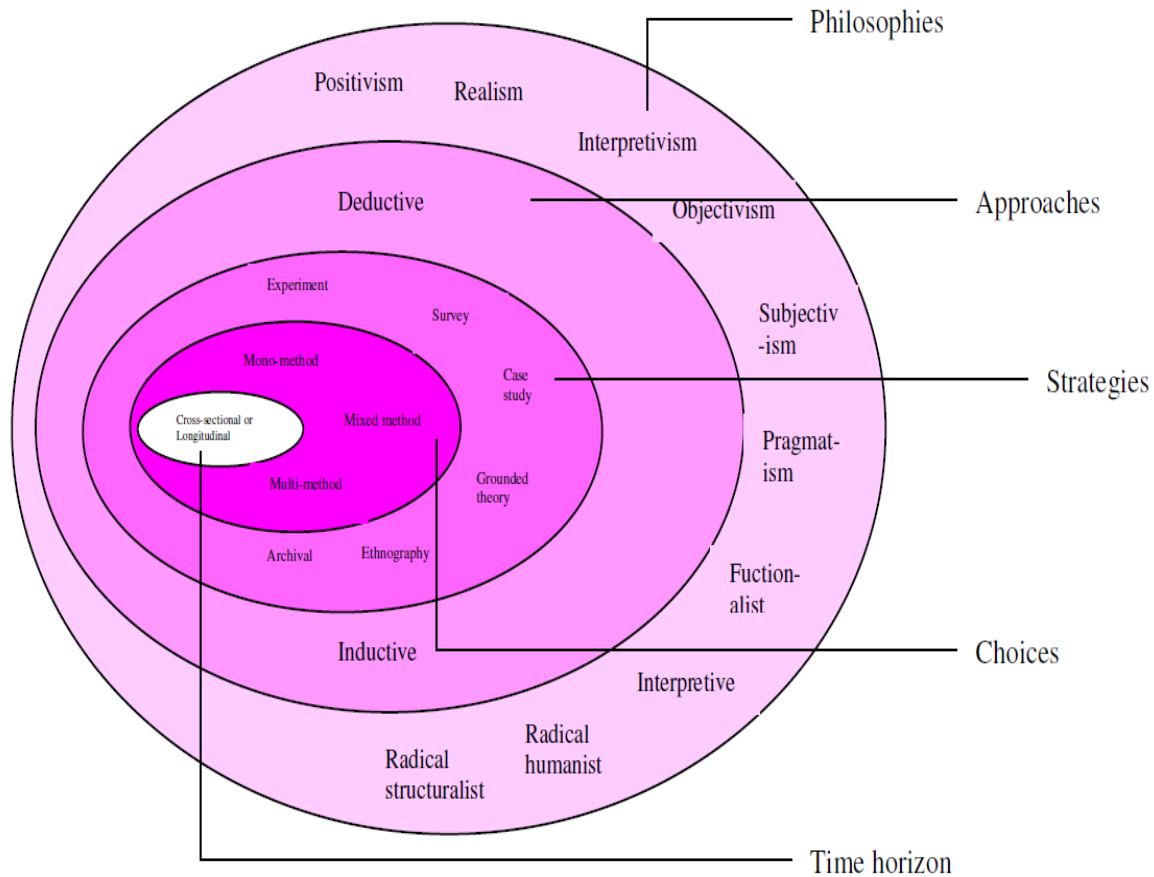 Philosophies
Positivism
Realism
Interpretivism
Deductive
Approaches
Objectivism
Experiment
Survey
Subjectiv
-ism
Mono-method
Case
study
Strategies
Cross-sectional or
Longitudinal
Mixed method
Pragmat-
ism
Multi-method
Grounded
theory
Archival
Ethnography
Fuction-
alist
Inductive
Choices
Interpretive
Radical
humanist
Radical
structuralist
Time horizon